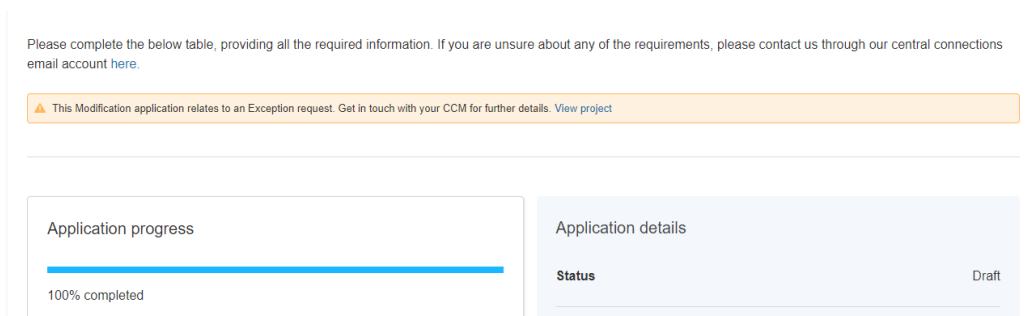 Please complete the below table, providing all the required information. If you are unsure about any of the requirements, please contact us through our central connections
email account here.
This Modification application relates to an Exception request. Get in touch with your CCM for further details. View project
Application progress
100% completed
Application details
Status Draft